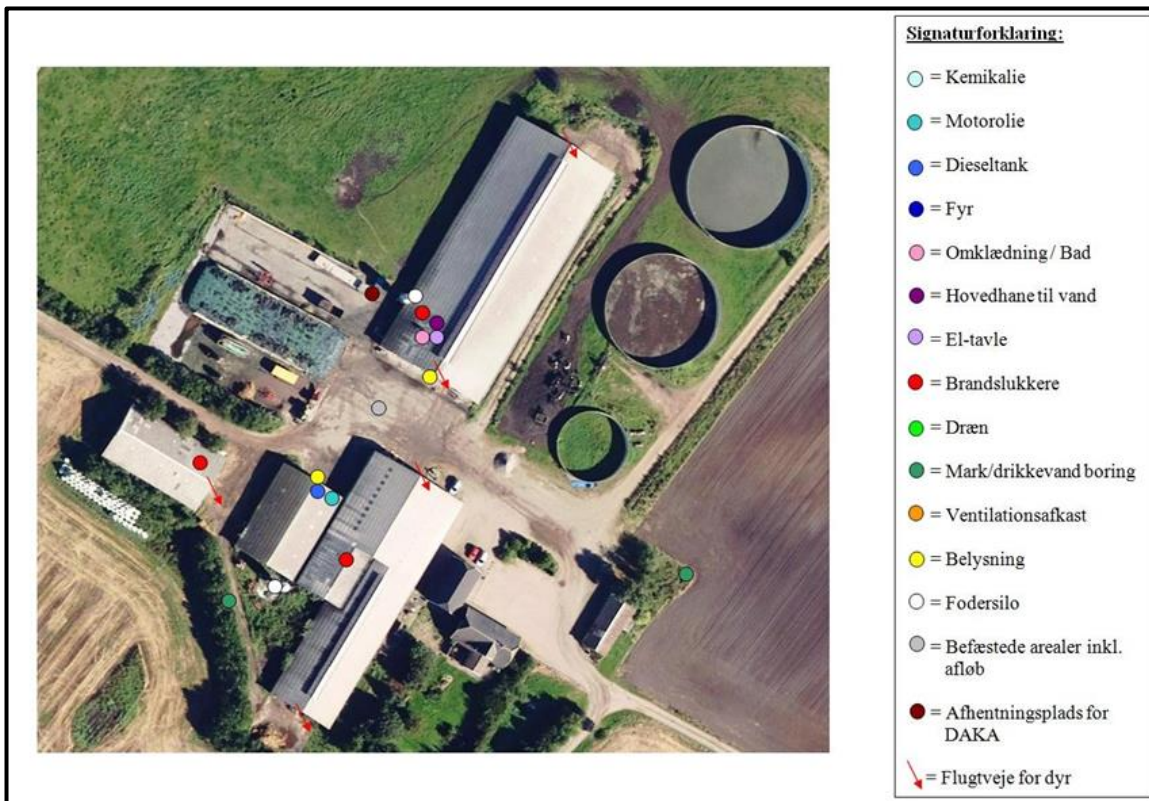 Signaturforklaring:
= Kemikalie
= Motorolie
= Dieseltank
= Fyr
= Omklædning / Bad
= Hovedhane til vand
= El-tavle
= Brandslukkere
= Dræn
= Mark/drikkevand boring
= Ventilationsafkast
= Belysning
= Fodersilo
= Befæstede arealer inkl.
afløb
= Afhentningsplads for
DAKA
= Flugtveje for dyr